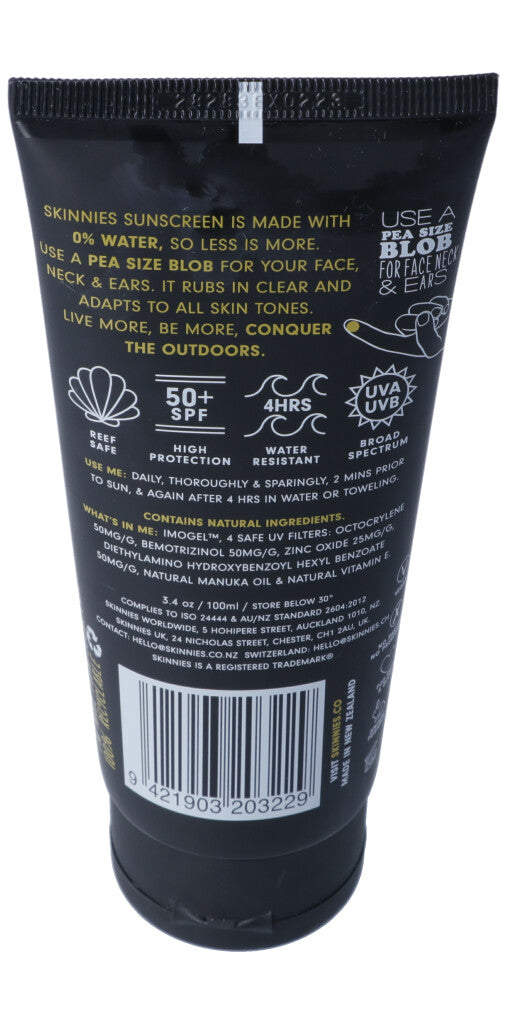 SKINNIES SUNSCREEN IS MADE WITH
0% WATER, SO LESS IS MORE.
USE A PEA SIZE BLOB FOR YOUR FACE,
NECK & EARS. IT RUBS IN CLEAR AND
ADAPTS TO ALL SKIN TONES.
LIVE MORE, BE MORE, CONQUER
THE OUTDOORS.
USE A
PEA SIZE
BLOB
FOR FACE NECK
& EARS
REEF
SAFE
50+
SPF
HIGH
PROTECTION
4HRS
WATER
RESISTANT
UVA
UVB
BROAD
SPECTRUM
USE ME: DAILY, THOROUGHLY & SPARINGLY, 2 MINS PRIOR
TO SUN, & AGAIN AFTER 4 HRS IN WATER OR TOWELING.
CONTAINS NATURAL INGREDIENTS.
WHAT'S IN ME: IMOGEL™, 4 SAFE UV FILTERS: OCTOCRYLENE
50MG/G, BEMOTRIZINOL 50MG/G, ZINC OXIDE 25MG/G,
DIETHYLAMINO HYDROXYBENZOYL HEXYL BENZOATE
50MG/G, NATURAL MANUKA OIL & NATURAL VITAMIN E.
3.4 oz / 100ml / STORE BELOW 30°
COMPLIES TO ISO 24444 & AU/NZ STANDARD 2604:2012
SKINNIES WORLDWIDE, 5 HOHIPERE STREET, AUCKLAND 1010, NZ.
SKINNIES UK, 24 NICHOLAS STREET, CHESTER, CH1 2AU, UK.
CONTACT: HELLO@SKINNIES.CO.NZ SWITZERLAND: HELLO@SKINNIES.CH
SKINNIES IS A REGISTERED TRADEMARK®
100% RECYCLABLE
VISIT SKINNIES.CO
MADE IN NEW ZEALAND
9 421903 203229